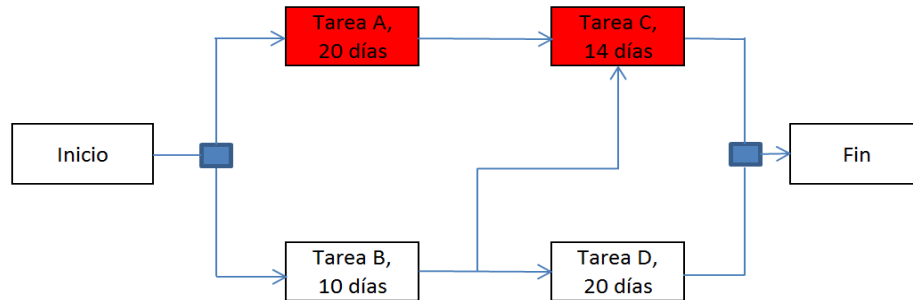 Tarea A,
20 días
Tarea C,
14 días
Inicio
Fin
Tarea B,
10 días
Tarea D,
20 días